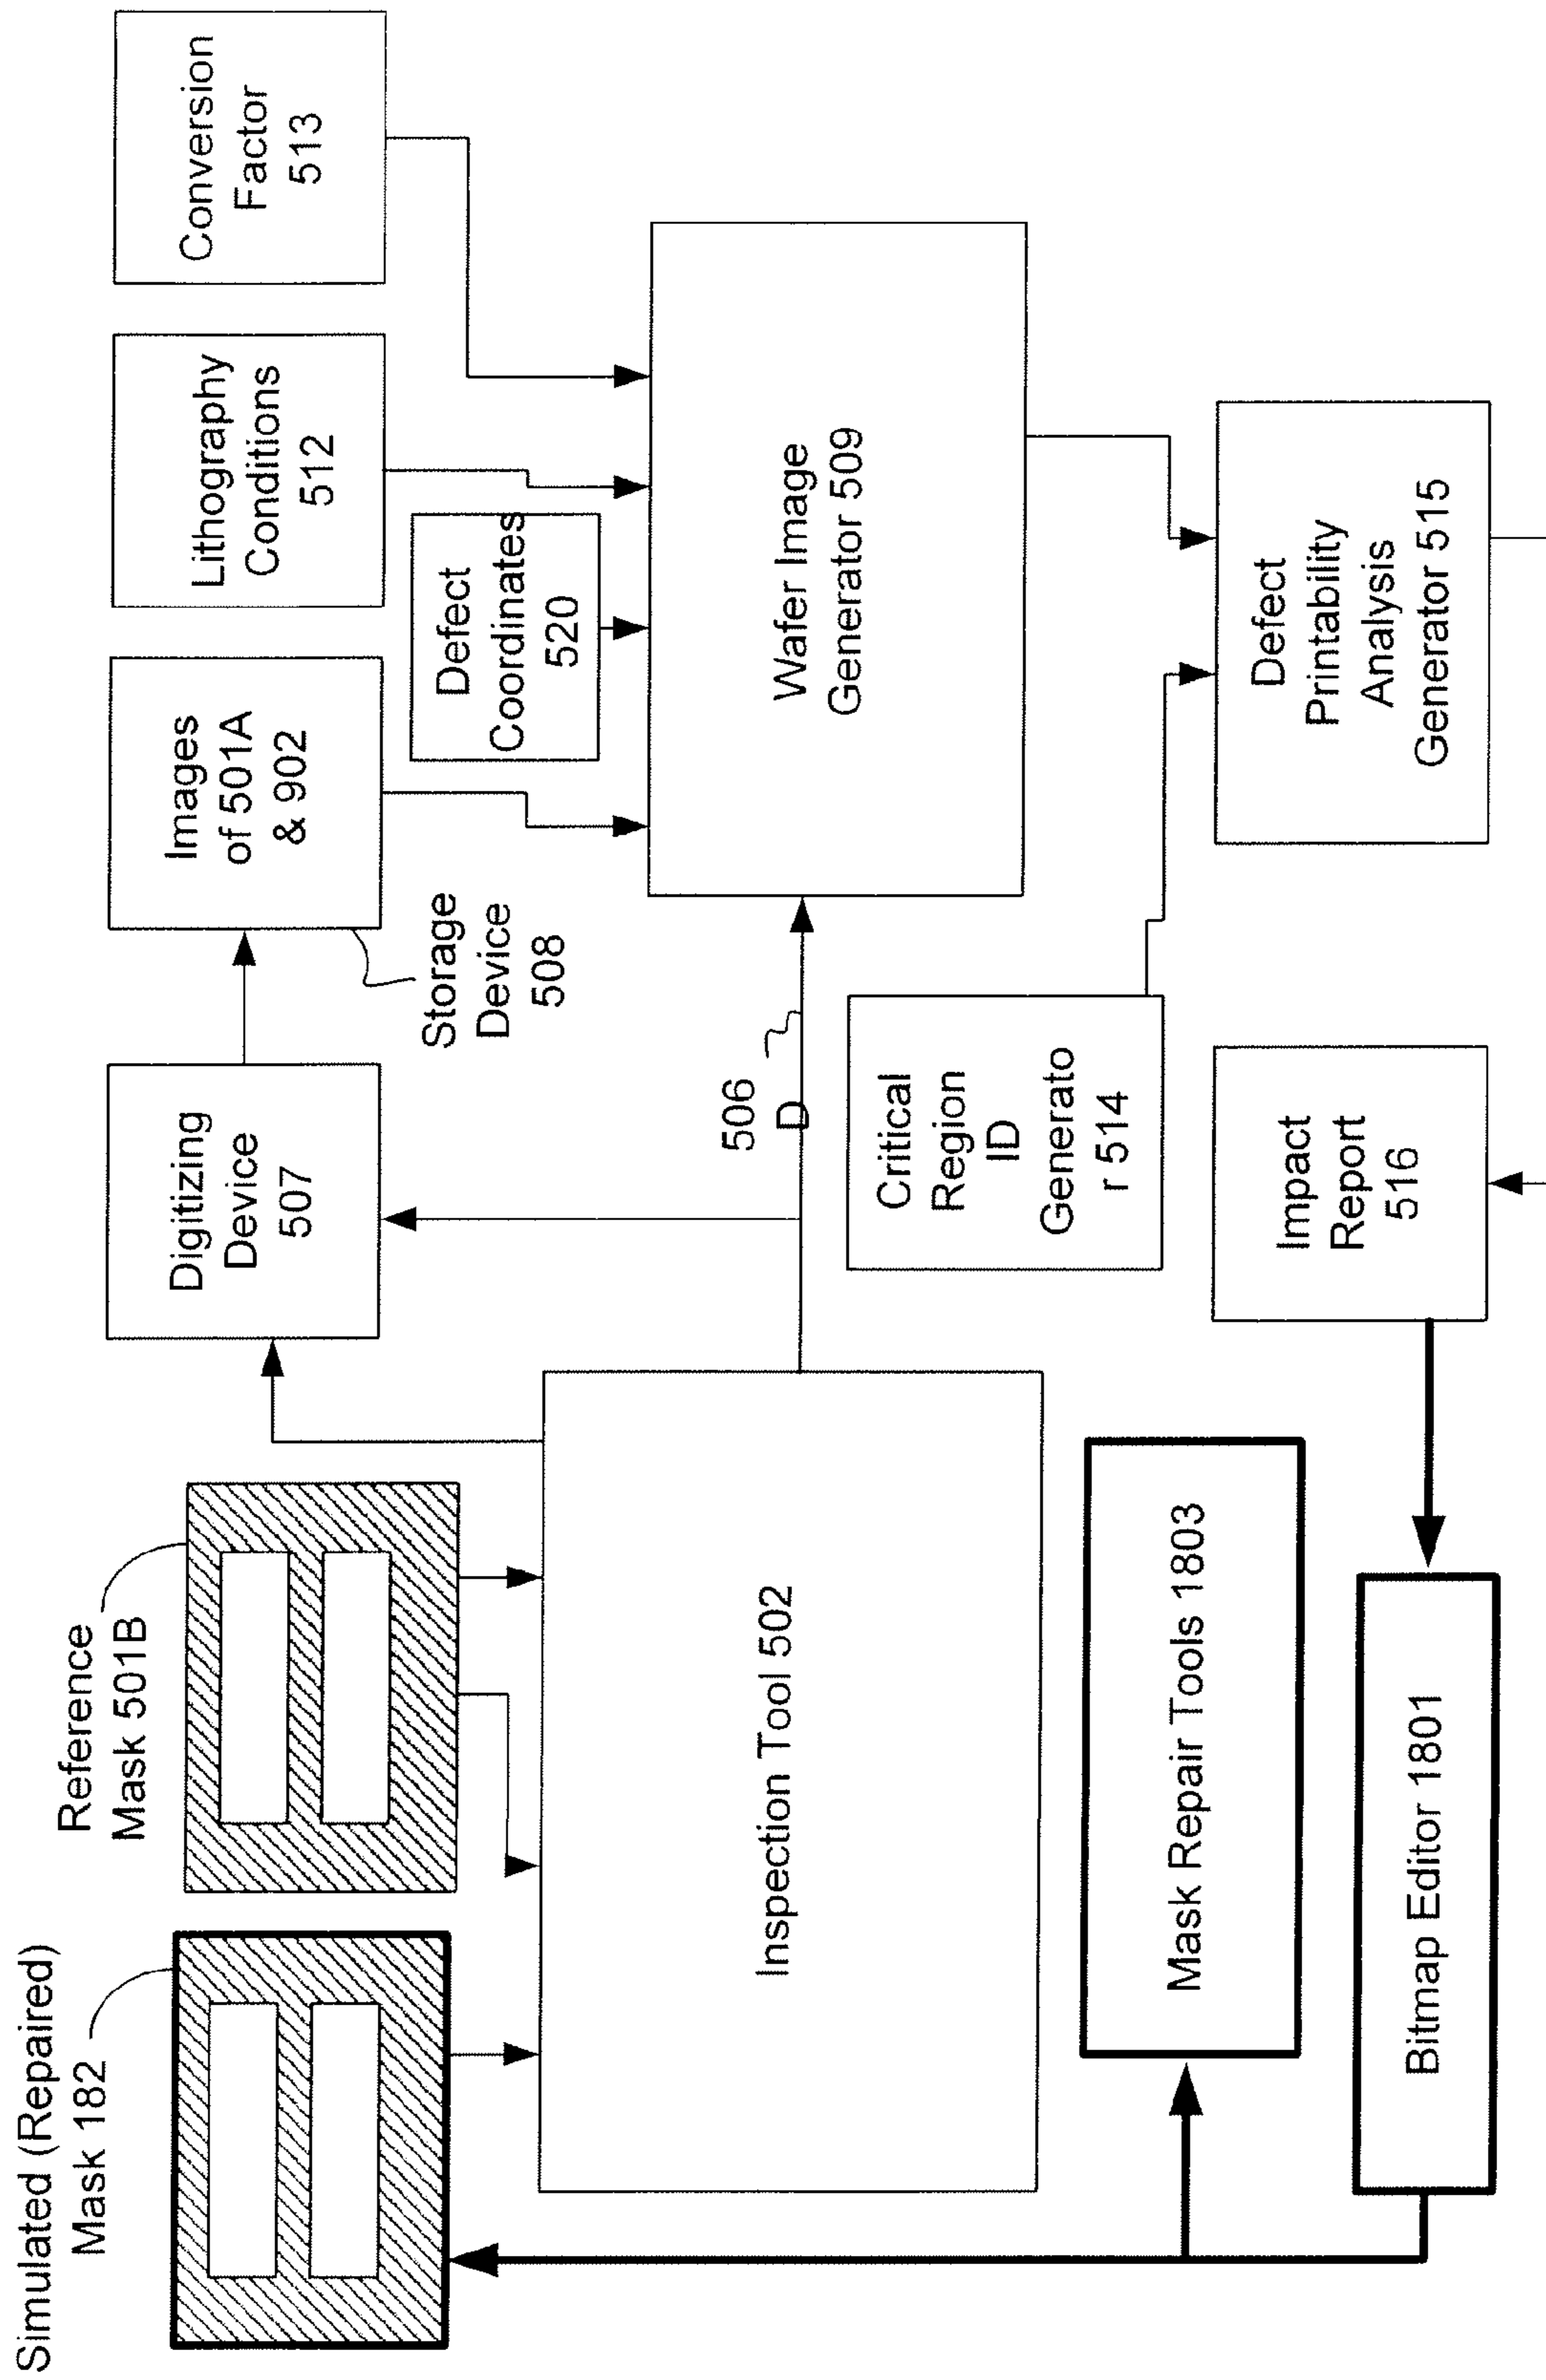 Simulated (Repaired)
Mask 182
Reference
Mask 501B
Digitizing
Device
507
Images
of 501A
& 902
Storage
Device
508
Lithography
Conditions
512
Conversion
Factor
513
Defect
Coordinates
520
Inspection Tool 502
506
D
Wafer Image
Generator 509
Critical
Region
ID
Generato
r 514
Mask Repair Tools 1803
Impact
Report
516
Defect
Printability
Analysis
Generator 515
Bitmap Editor 1801